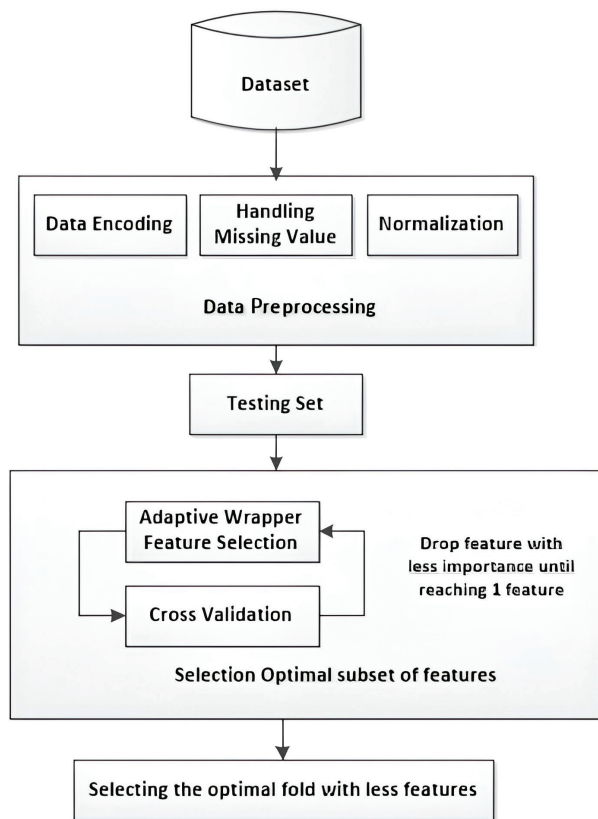 Dataset
Data Encoding
Handling
Missing Value
Normalization
Data Preprocessing
Testing Set
Adaptive Wrapper
Feature Selection
Cross Validation
Drop feature with
less importance until
reaching 1 feature
Selection Optimal subset of features
Selecting the optimal fold with less features